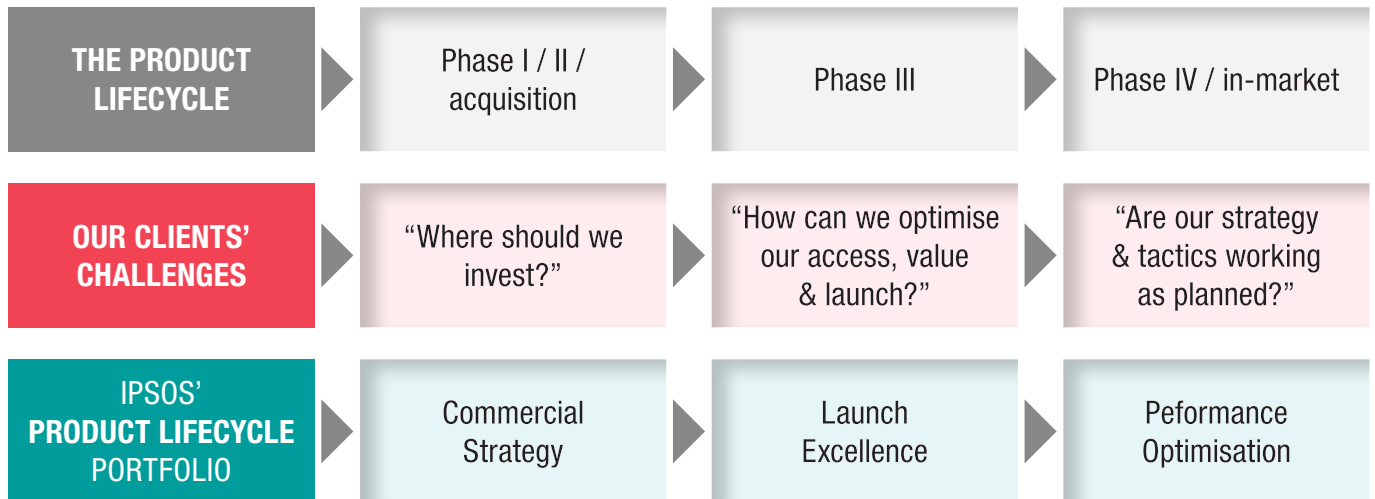 THE PRODUCT
LIFECYCLE
Phase I / II /
acquisition
Phase III
Phase IV / in-market
OUR CLIENTS’
CHALLENGES
“Where should we
invest?”
“How can we optimise
our access, value
& launch?”
“Are our strategy
& tactics working
as planned?”
IPSOS’
PRODUCT LIFECYCLE
PORTFOLIO
Commercial
Strategy
Launch
Excellence
Peformance
Optimisation